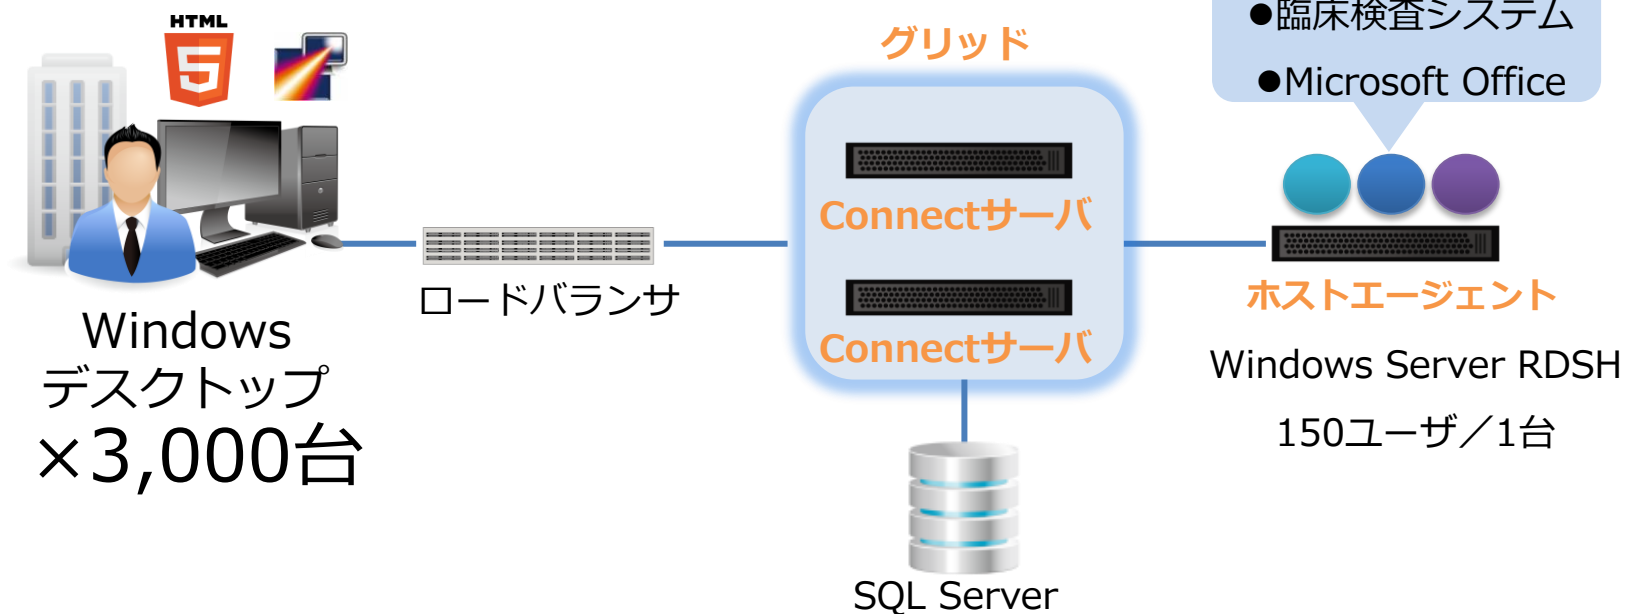 HTML
5
グリッド
●臨床検査システム
●Microsoft Office
Connectサーバ
Connectサーバ
ロードバランサ
ホストエージェント
Windows
デスクトップ
×3,000台
Windows Server RDSH
150ユーザ／1台
SQL Server